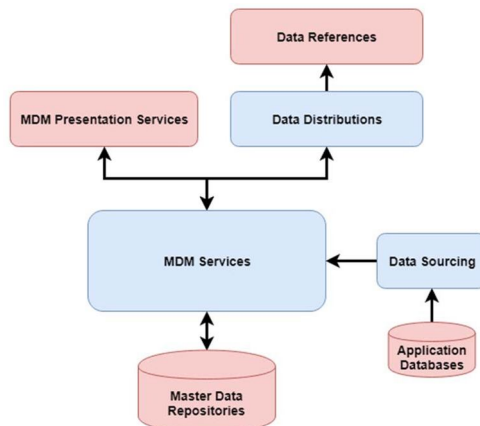 Data References
MDM Presentation Services
Data Distributions
MDM Services
Data Sourcing
Application
Databases
Master Data
Repositories